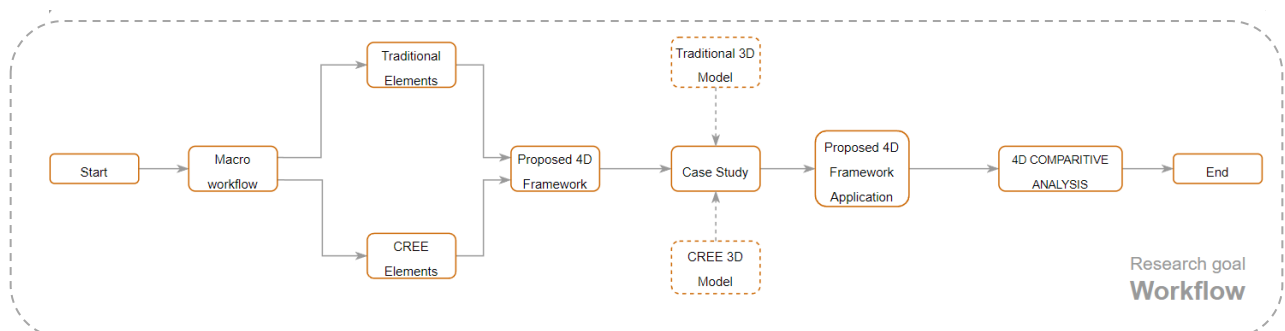 Start
Macro
workflow
Traditional
Elements
CREE
Elements
Proposed 4D
Framework
Traditional 3D
Model
Case Study
CREE 3D
Model
Proposed 4D
Framework
Application
4D COMPARITIVE
ANALYSIS
End
Research goal
Workflow